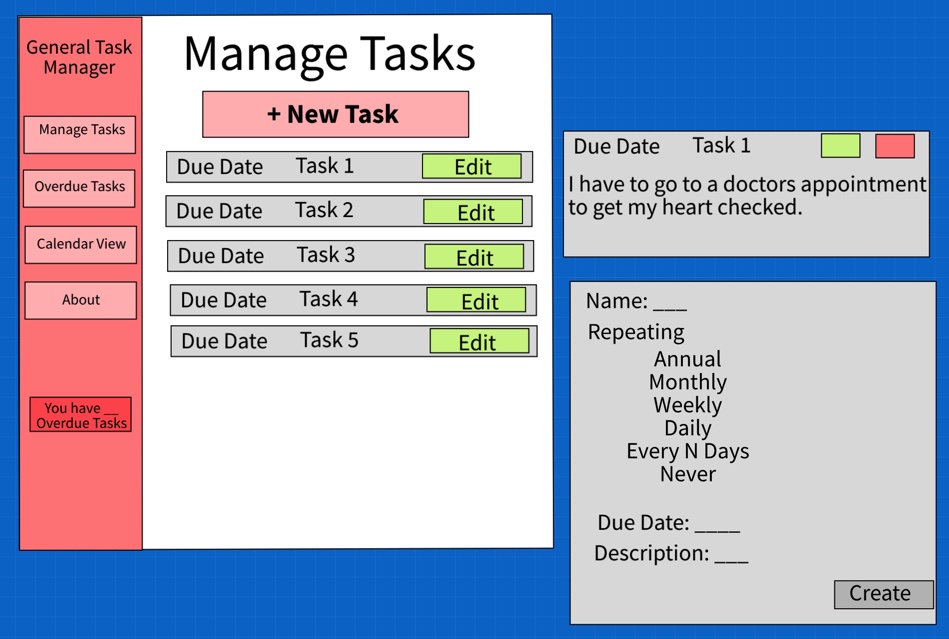 General Task
Manager
Manage Tasks
Overdue Tasks
Calendar View
About
You have __
Overdue Tasks
Manage Tasks
+ New Task
Due Date Task 1 Edit
Due Date Task 2 Edit
Due Date Task 3 Edit
Due Date Task 4 Edit
Due Date Task 5 Edit
Due Date Task 1
I have to go to a doctors appointment
to get my heart checked.
Name: ___
Repeating
Annual
Monthly
Weekly
Daily
Every N Days
Never
Due Date: ____
Description: ___
Create